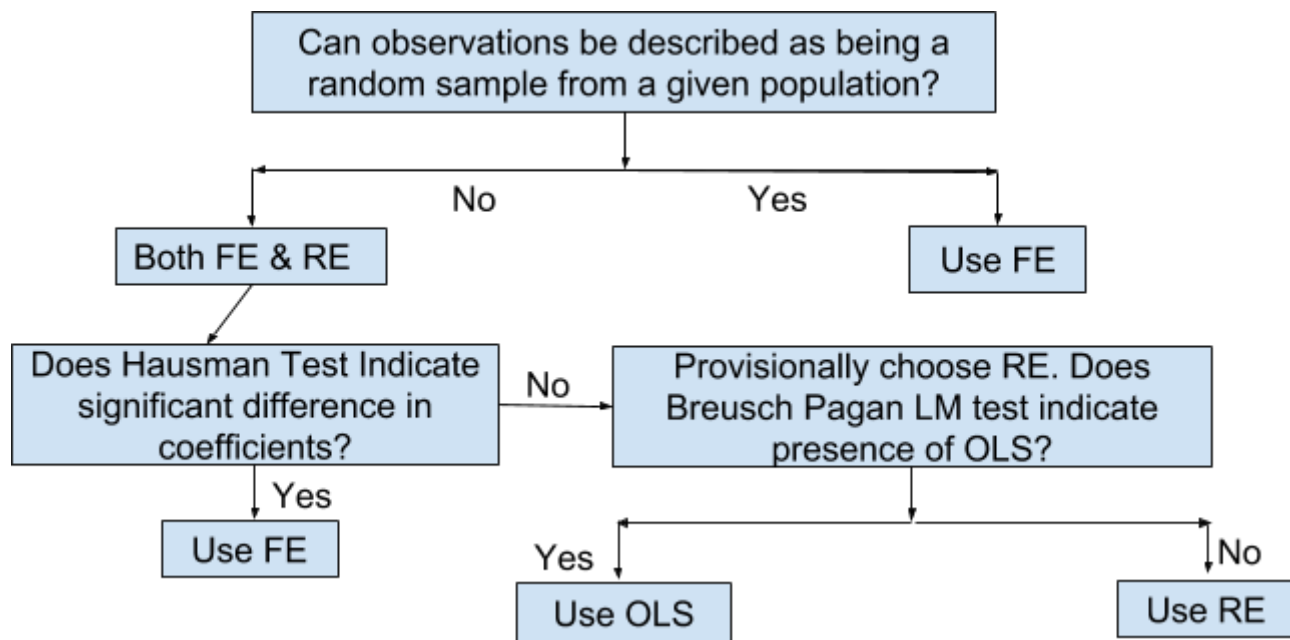 Can observations be described as being a
random sample from a given population?
No
Yes
Both FE & RE
Use FE
Does Hausman Test Indicate
significant difference in
coefficients?
No
Provisionally choose RE. Does
Breusch Pagan LM test indicate
presence of OLS?
Yes
Use FE
Yes
No
Use OLS
Use RE